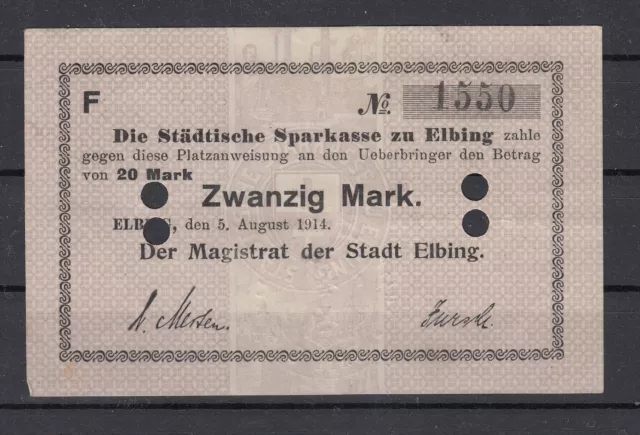 F № 1550
Die Städtische Sparkasse zu Elbing zahle
gegen diese Platzanweisung an den Ueberbringer den Betrag
von 20 Mark
Zwanzig Mark.
ELBING, den 5. August 1914.
Der Magistrat der Stadt Elbing.